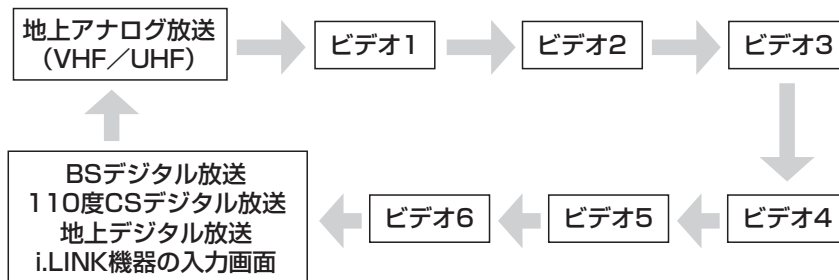 地上アナログ放送
(VHF／UHF)
ビデオ1
ビデオ2
ビデオ3
ビデオ4
ビデオ5
ビデオ6
BSデジタル放送
110度CSデジタル放送
地上デジタル放送
i.LINK機器の入力画面